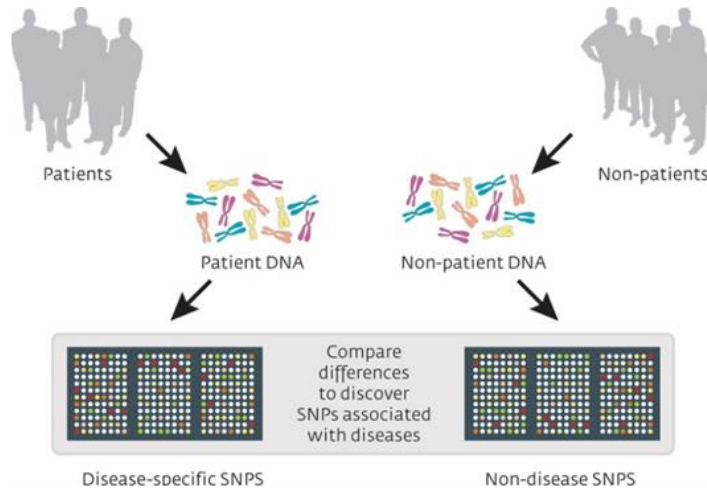 Patients
Non-patients
Patient DNA
Non-patient DNA
Compare
differences
to discover
SNPs associated
with diseases
Disease-specific SNPS
Non-disease SNPS